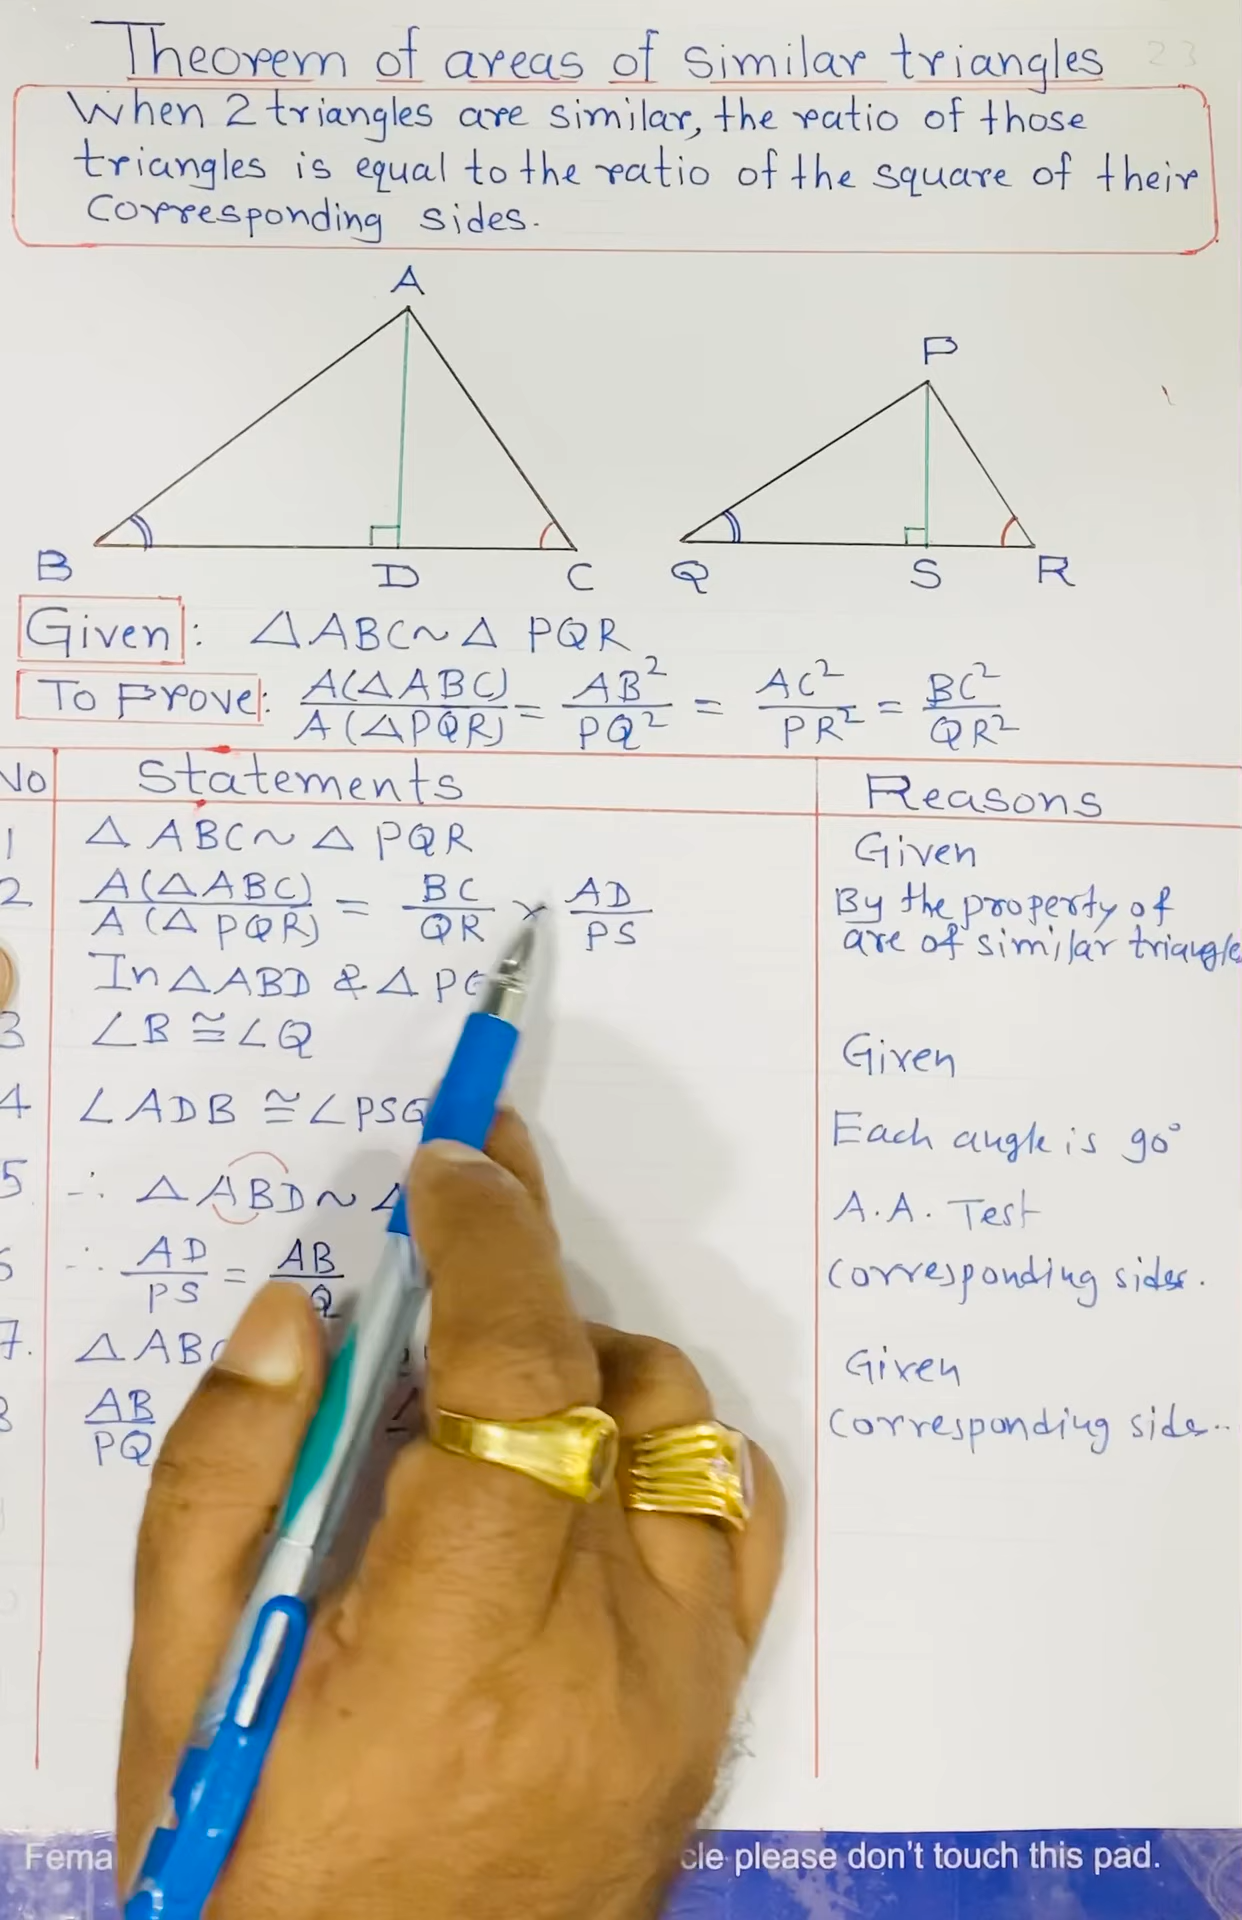 Theorem of areas of similar triangles
When 2 triangles are similar, the ratio of those
triangles is equal to the ratio of the square of their
corresponding sides.
A
P
B D C Q S R
Given: △ABC ~ △ PQR
To Prove: A(△ABC)/A(△PQR) = AB²/PQ² = AC²/PR² = BC²/QR²
No Statements Reasons
1 △ ABC ~ △ PQR Given
2 A(△ABC)/A(△PQR) = BC/QR × AD/PS By the property of
are of similar triangle
In △ABD & △
3 ∠B ≅ ∠Q Given
4 ∠ADB ≅ ∠PSQ Each angle is 90°
5 ∴ △ABD ~ A.A. Test
∴ AD/PS = AB/ Q corresponding sides.
7. △ABC Given
AB/PQ corresponding side..
cle please don't touch this pad.